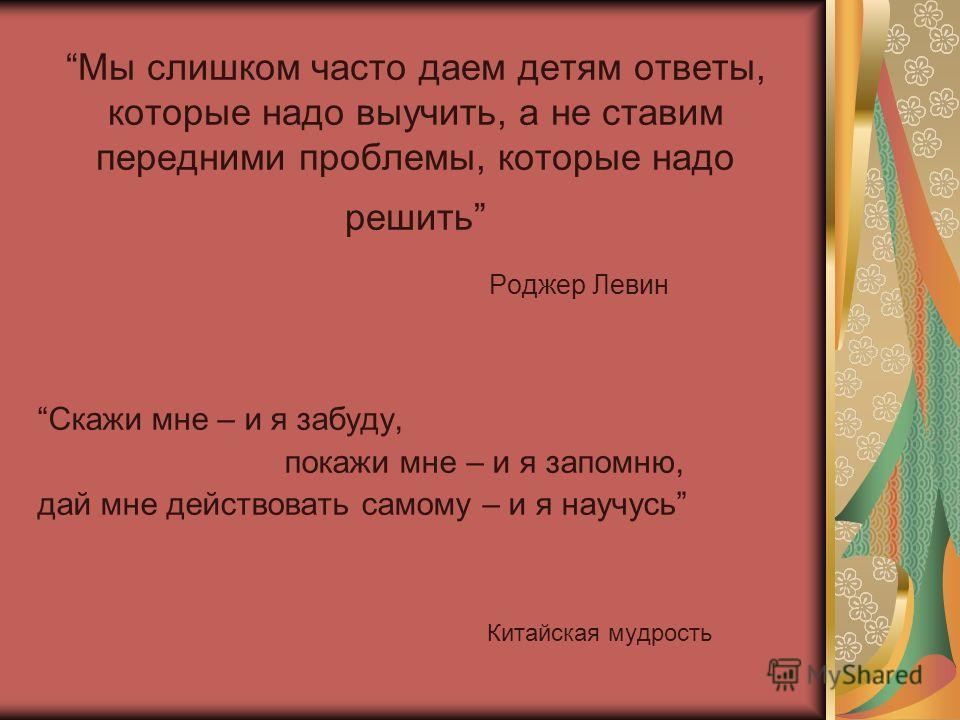 “Мы слишком часто даем детям ответы,
которые надо выучить, а не ставим
передними проблемы, которые надо
решить”
Роджер Левин
“Скажи мне – и я забуду,
покажи мне – и я запомню,
дай мне действовать самому – и я научусь”
Китайская мудрость
MyShared